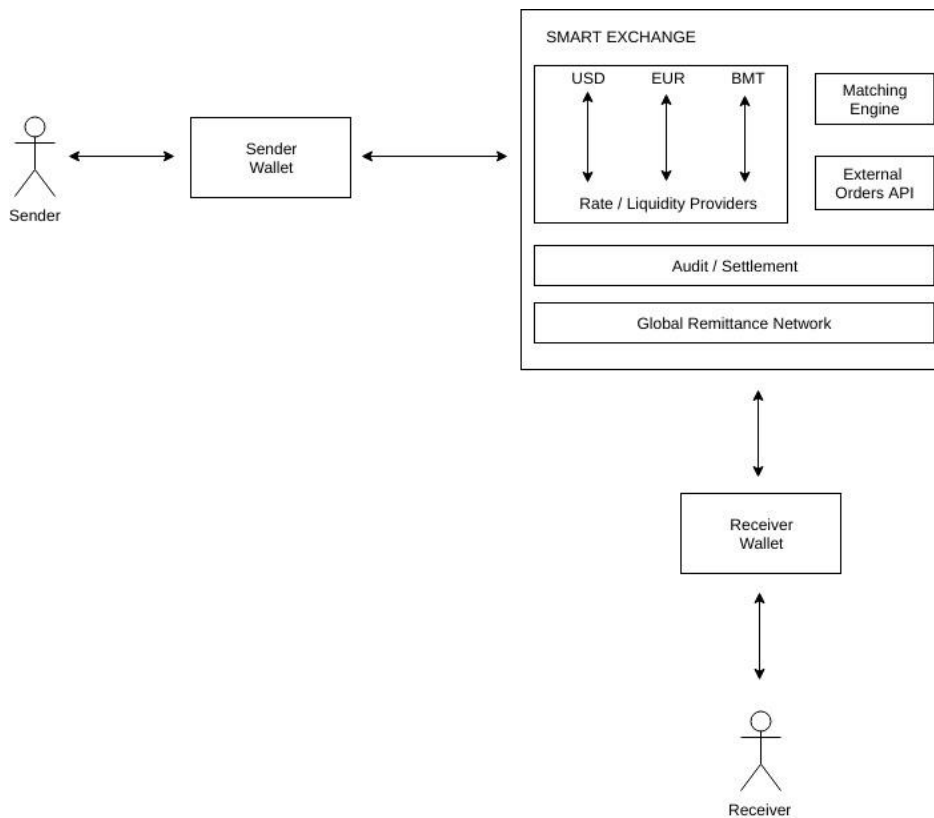 SMART EXCHANGE
USD EUR BMT
Matching
Engine
Sender
Wallet
External
Orders API
Rate / Liquidity Providers
Sender
Audit / Settlement
Global Remittance Network
Receiver
Wallet
Receiver